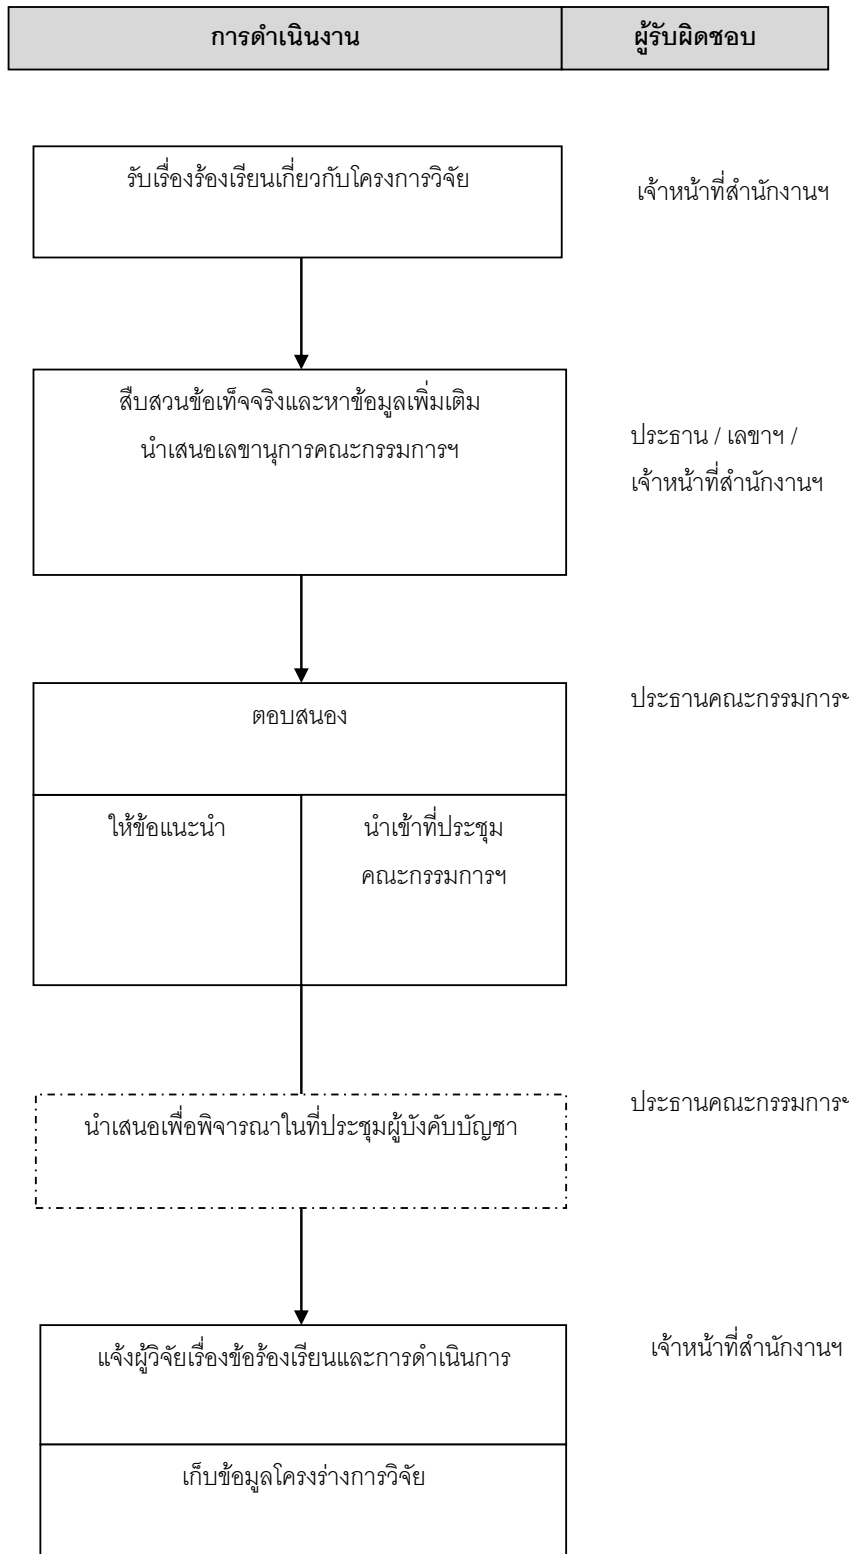 การดำเนินงาน ผู้รับผิดชอบ
รับเรื่องร้องเรียนเกี่ยวกับโครงการวิจัย
เจ้าหน้าที่สำนักงานฯ
สืบสวนข้อเท็จจริงและหาข้อมูลเพิ่มเติม
นำเสนอเลขานุการคณะกรรมการฯ
ประธาน / เลขาฯ /
เจ้าหน้าที่สำนักงานฯ
ตอบสนอง
ประธานคณะกรรมการฯ
ให้ข้อแนะนำ
นำเข้าที่ประชุม
คณะกรรมการฯ
นำเสนอเพื่อพิจารณาในที่ประชุมผู้บังคับบัญชา
ประธานคณะกรรมการฯ
แจ้งผู้วิจัยเรื่องข้อร้องเรียนและการดำเนินการ
เจ้าหน้าที่สำนักงานฯ
เก็บข้อมูลโครงร่างการวิจัย